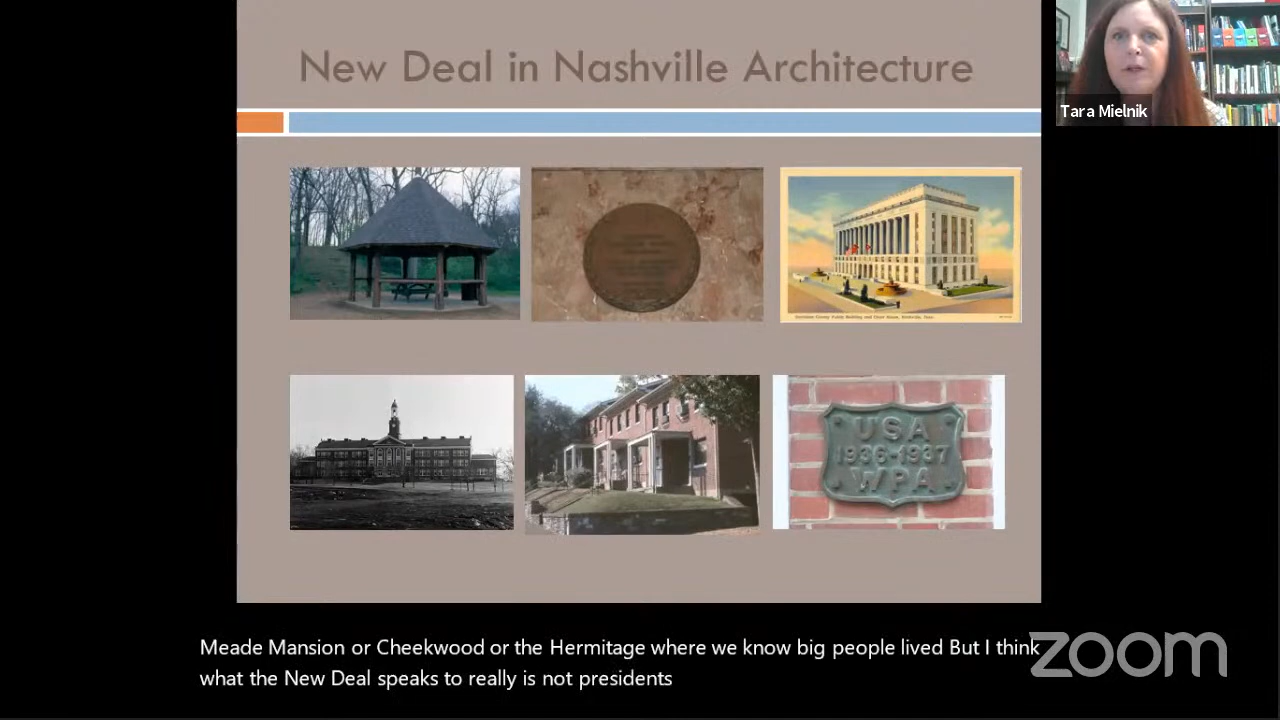 New Deal in Nashville Architecture
Tara Mielnik
USA
1936-1937
WPA
Meade Mansion or Cheekwood or the Hermitage where we know big people lived But I think
what the New Deal speaks to really is not presidents
zoom